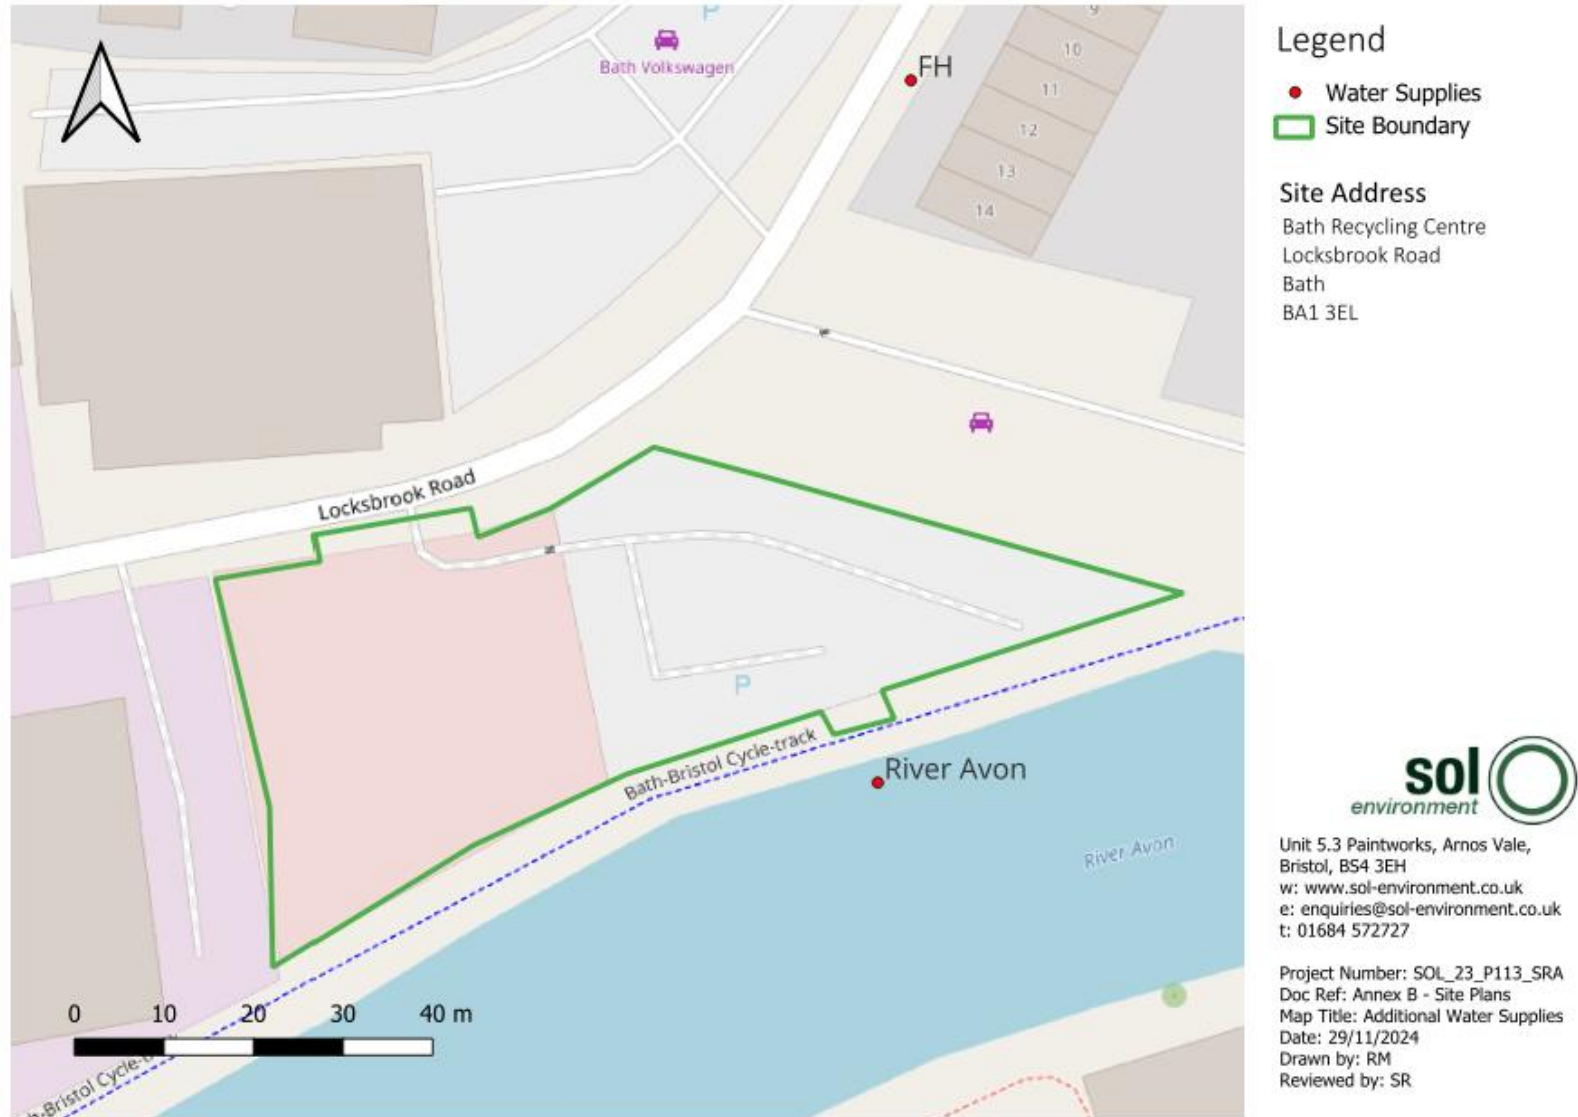 P
Bath Volkswagen
FH
9
10
11
12
13
14
Locksbrook Road
P
Bath-Bristol Cycle-track
River Avon
River Avon
0 10 20 30 40 m
Legend
Water Supplies
Site Boundary
Site Address
Bath Recycling Centre
Locksbrook Road
Bath
BA1 3EL
sol
environment
Unit 5.3 Paintworks, Arnos Vale,
Bristol, BS4 3EH
w: www.sol-environment.co.uk
e: enquiries@sol-environment.co.uk
t: 01684 572727
Project Number: SOL_23_P113_SRA
Doc Ref: Annex B - Site Plans
Map Title: Additional Water Supplies
Date: 29/11/2024
Drawn by: RM
Reviewed by: SR